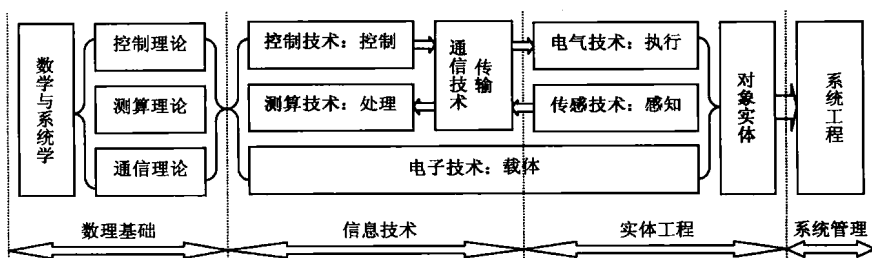 数学与系统学
控制理论
测算理论
通信理论
控制技术：控制
测算技术：处理
通信技术
传输
电气技术：执行
传感技术：感知
电子技术：载体
对象实体
系统工程
数理基础
信息技术
实体工程
系统管理